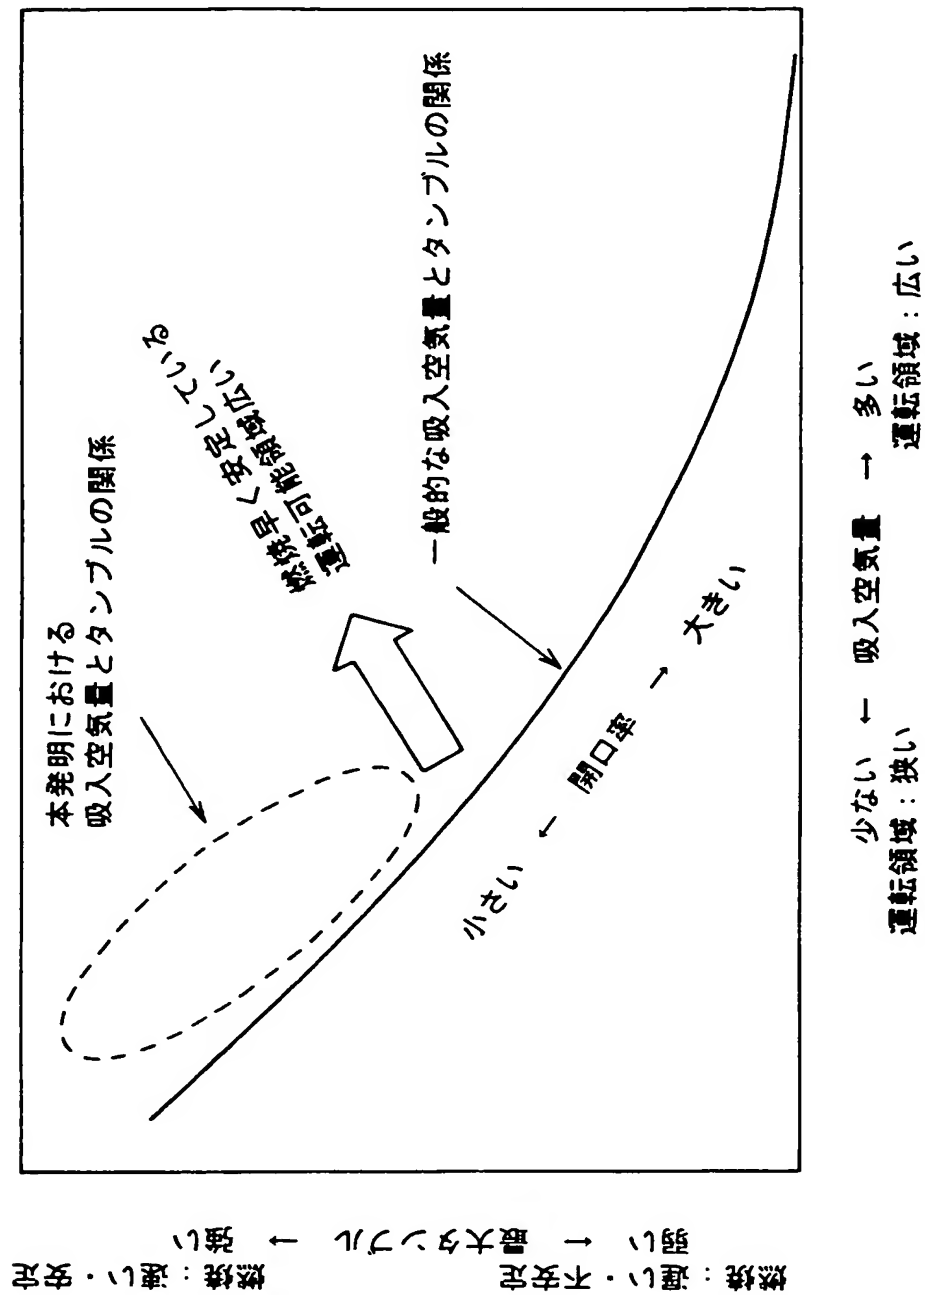 本発明における
吸入空気量とタンブルの関係
燃焼早く安定している
運転可能領域広い
一般的な吸入空気量とタンブルの関係
小さい ← 開口率 → 大きい
少ない ← 吸入空気量 → 多い
運転領域：狭い
運転領域：広い
弱い ← 最大タンブル → 強い
燃焼：遅い・不安定
燃焼：速い・安定